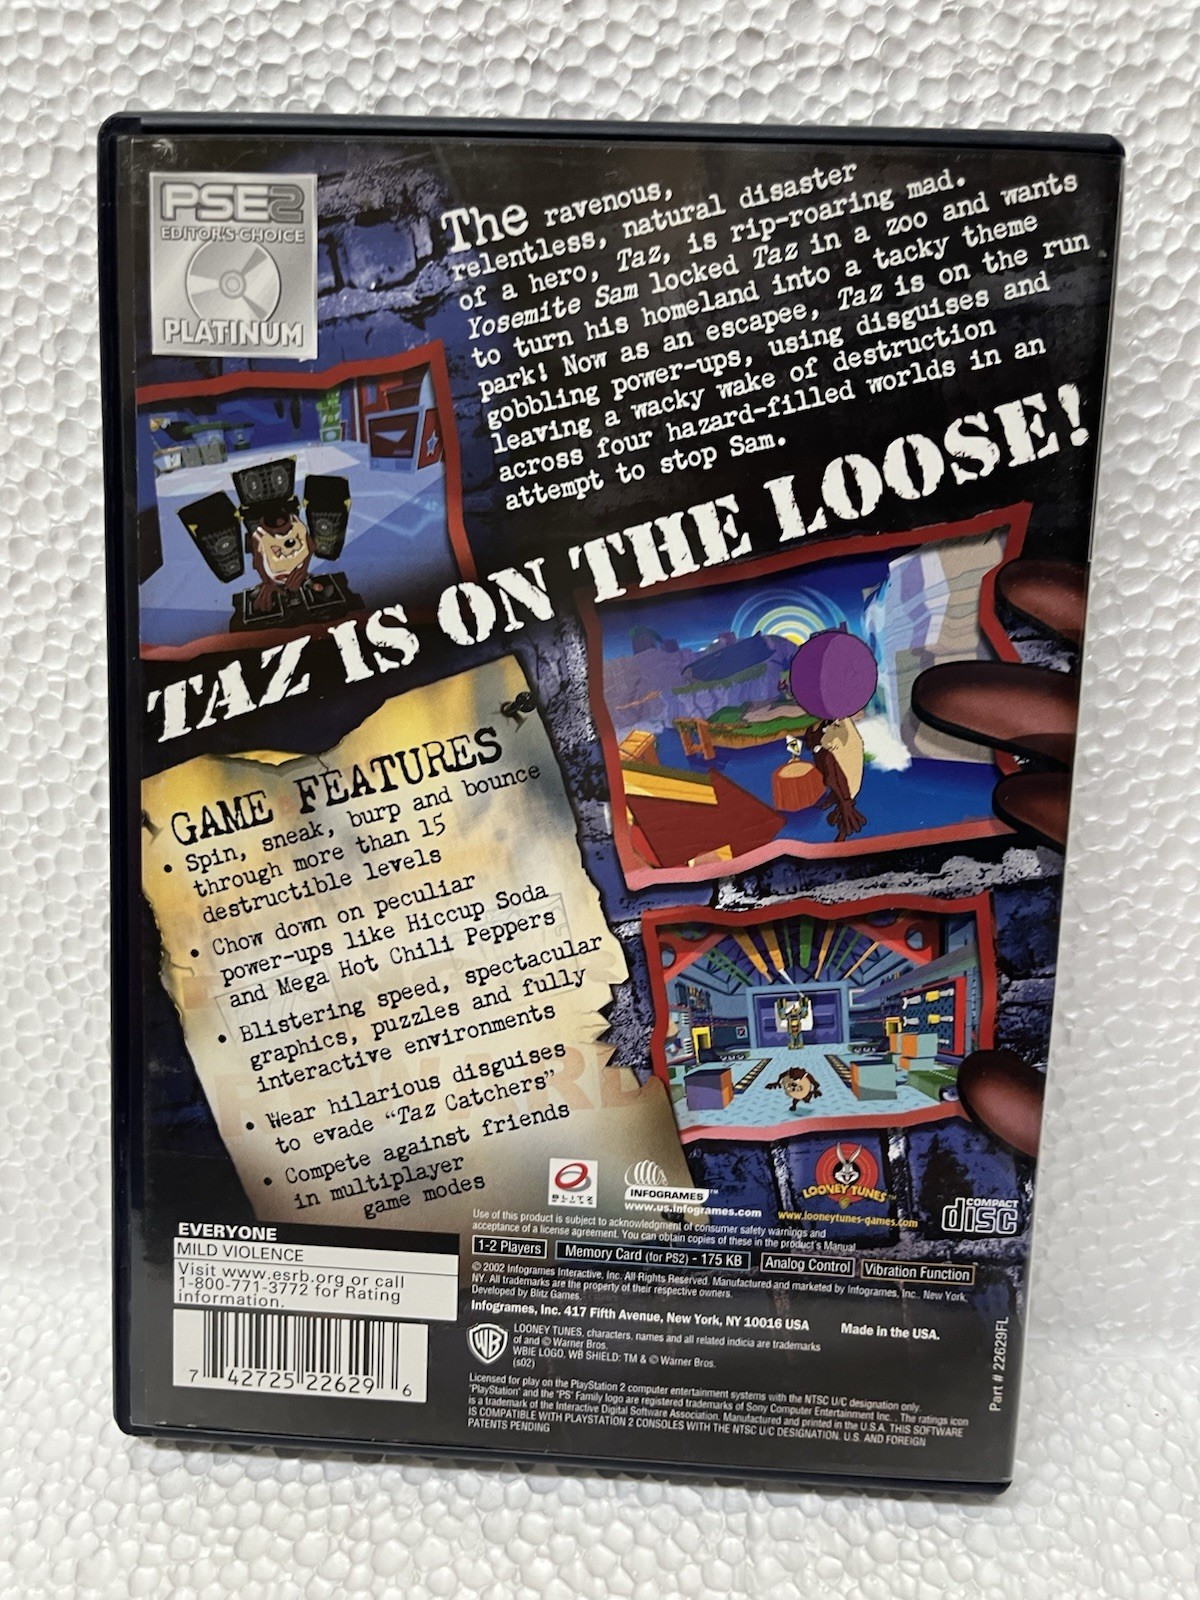 PSE2
EDITOR'S CHOICE
PLATINUM
The ravenous,
relentless, natural disaster
of a hero, Taz, is rip-roaring mad.
Yosemite Sam locked Taz in a zoo and wants
to turn his homeland into a tacky theme
park! Now as an escapee, Taz is on the run
gobbling power-ups, using disguises and
leaving a wacky wake of destruction
across four hazard-filled worlds in an
attempt to stop Sam.
TAZ IS ON THE LOOSE!
GAME FEATURES
• Spin, sneak, burp and bounce
through more than 15
destructible levels
• Chow down on peculiar
power-ups like Hiccup Soda
and Mega Hot Chili Peppers
• Blistering speed, spectacular
graphics, puzzles and fully
interactive environments
• Wear hilarious disguises
to evade “Taz Catchers”
• Compete against friends
in multiplayer
game modes
BLITZ
INFOGRAMES™
www.us.infogrames.com
LOONEY TUNES™
www.looneytunes-games.com
COMPACT
disc
EVERYONE
MILD VIOLENCE
Visit www.esrb.org or call
1-800-771-3772 for Rating
information.
7 42725 22629 6
Use of this product is subject to acknowledgment of consumer safety warnings and
acceptance of a license agreement. You can obtain copies of these in the product's Manual.
1-2 Players
Memory Card (for PS2) - 175 KB
Analog Control
Vibration Function
© 2002 Infogrames Interactive, Inc. All Rights Reserved. Manufactured and marketed by Infogrames, Inc., New York,
NY. All trademarks are the property of their respective owners.
Developed by Blitz Games.
Infogrames, Inc. 417 Fifth Avenue, New York, NY 10016 USA
Made in the USA.
WB
LOONEY TUNES, characters, names and all related indicia are trademarks
of and © Warner Bros.
WBIE LOGO, WB SHIELD: TM & © Warner Bros.
(s02)
Licensed for play on the PlayStation 2 computer entertainment systems with the NTSC U/C designation only.
"PlayStation" and the "PS" Family logo are registered trademarks of Sony Computer Entertainment Inc. The ratings icon
is a trademark of the Interactive Digital Software Association. Manufactured and printed in the U.S.A. THIS SOFTWARE
IS COMPATIBLE WITH PLAYSTATION 2 CONSOLES WITH THE NTSC U/C DESIGNATION. U.S. AND FOREIGN
PATENTS PENDING
Part # 22629FL